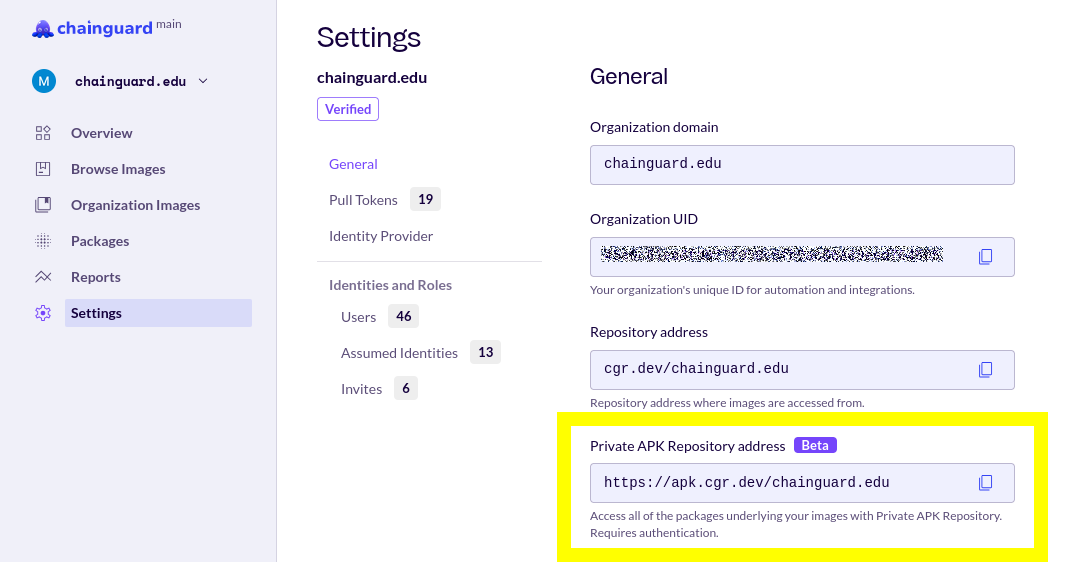 chainguard main
M chainguard.edu
Overview
Browse Images
Organization Images
Packages
Reports
Settings
Settings
chainguard.edu
Verified
General
Pull Tokens 19
Identity Provider
Identities and Roles
Users 46
Assumed Identities 13
Invites 6
General
Organization domain
chainguard.edu
Organization UID
Your organization's unique ID for automation and integrations.
Repository address
cgr.dev/chainguard.edu
Repository address where images are accessed from.
Private APK Repository address Beta
https://apk.cgr.dev/chainguard.edu
Access all of the packages underlying your images with Private APK Repository.
Requires authentication.